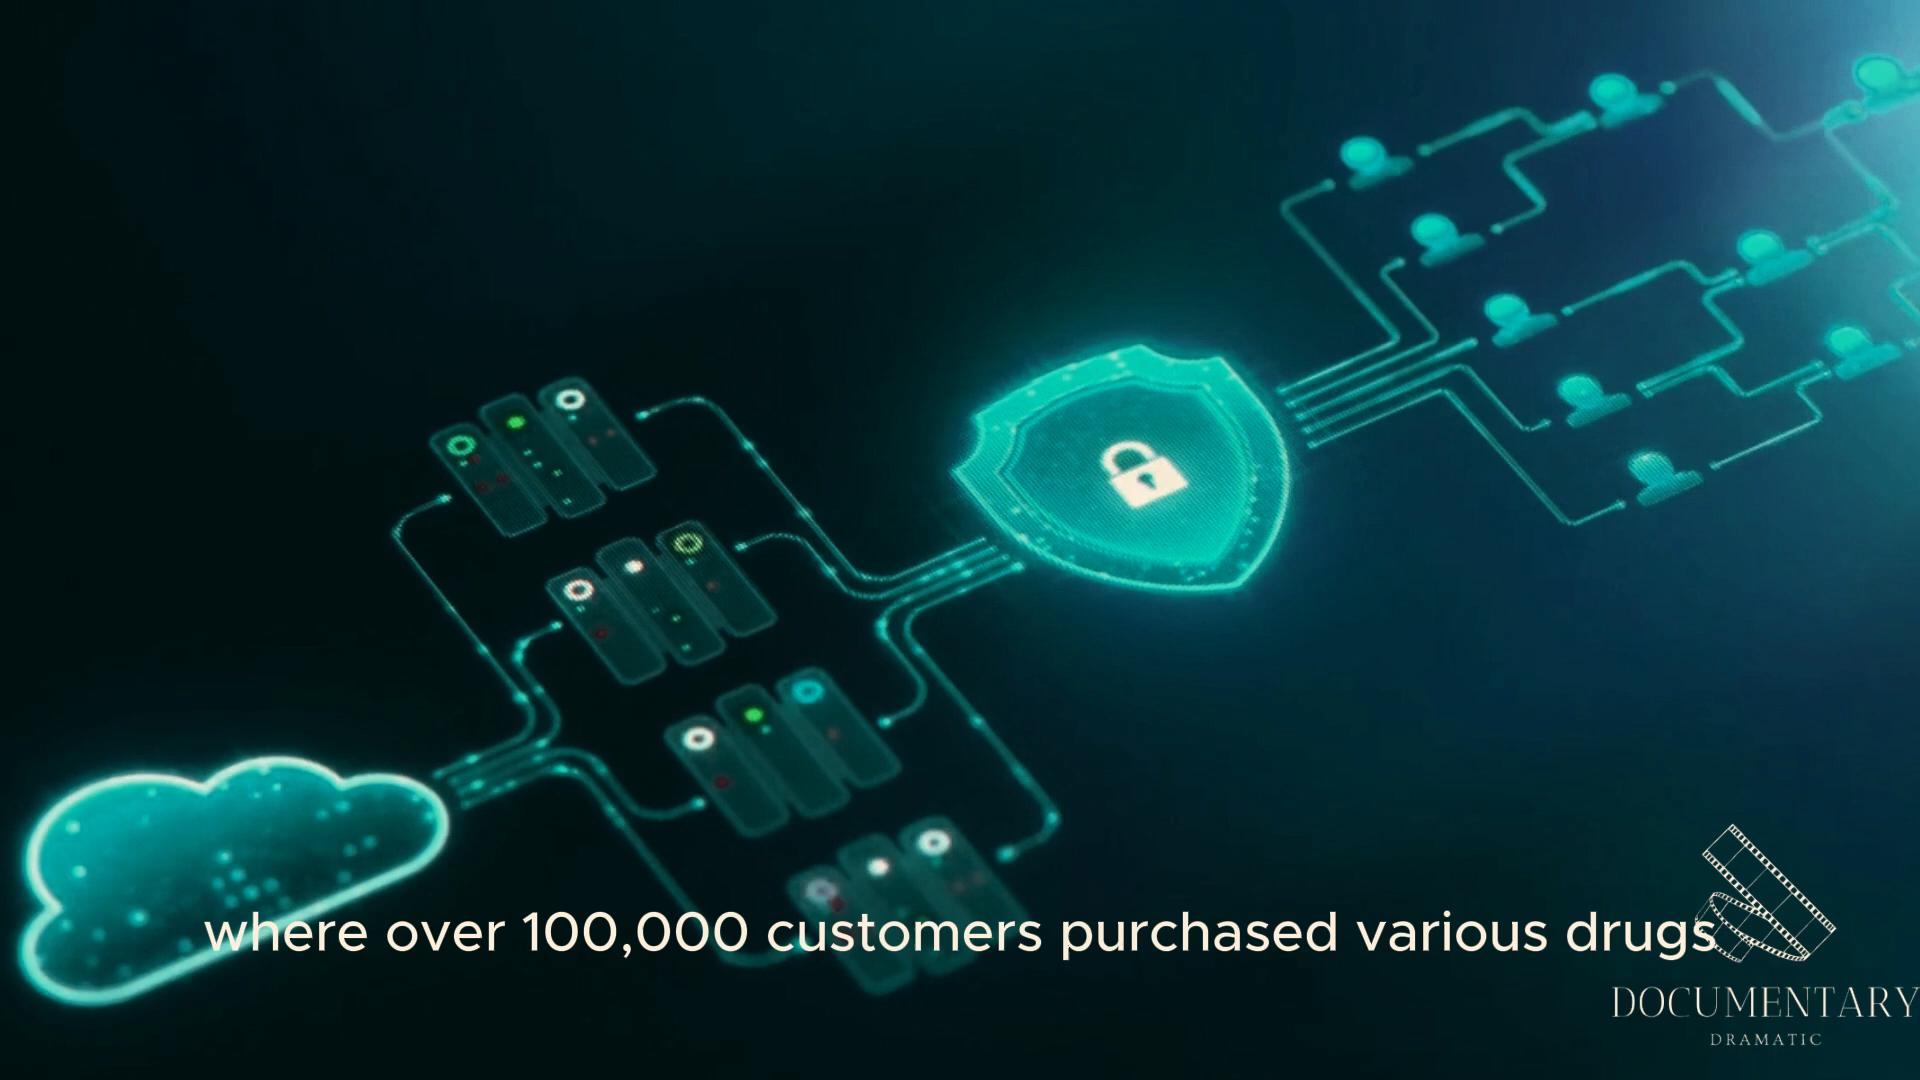 where over 100,000 customers purchased various drugs
DOCUMENTARY
DRAMATIC